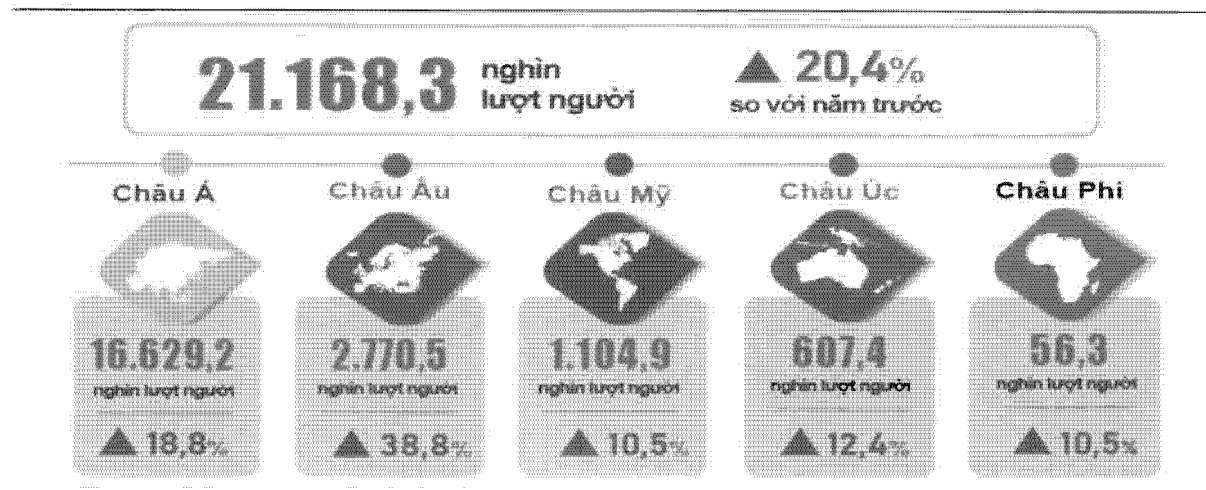 21.168,3
nghìn
lượt người
▲ 20,4%
so với năm trước
Châu Á
Châu Âu
Châu Mỹ
Châu Úc
Châu Phi
16.629,2
nghìn lượt người
▲ 18,8%
2.770,5
nghìn lượt người
▲ 38,8%
1.104,9
nghìn lượt người
▲ 10,5%
607,4
nghìn lượt người
▲ 12,4%
56,3
nghìn lượt người
▲ 10,5%